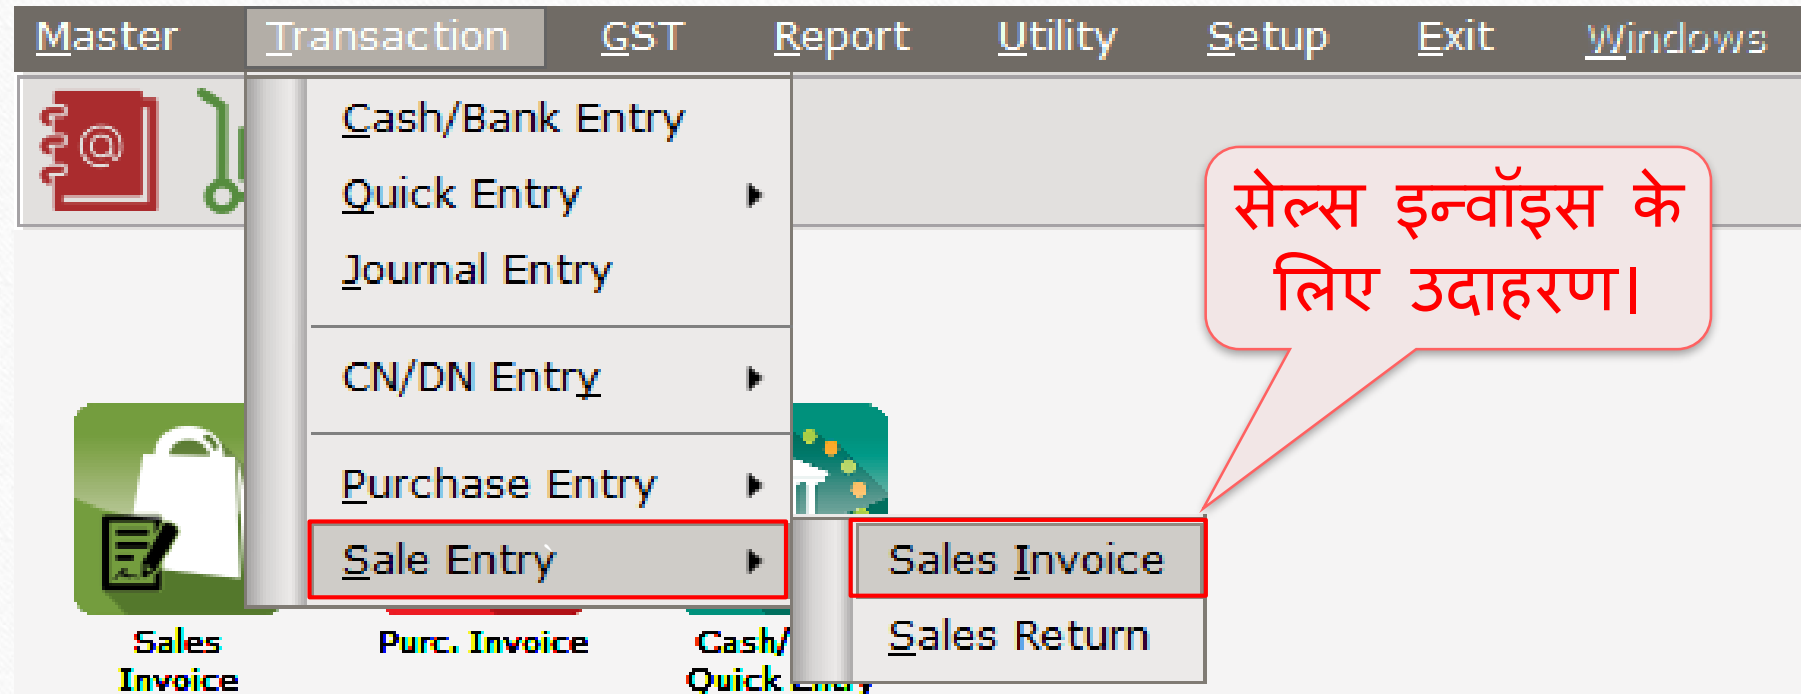 Master Transaction GST Report Utility Setup Exit Windows
Cash/Bank Entry
Quick Entry
Journal Entry
CN/DN Entry
Purchase Entry
Sale Entry
Sales Invoice
Sales Return
सेल्स इन्वॉइस के
लिए उदाहरण।
Sales
Invoice
Purc. Invoice
Cash/
Quick